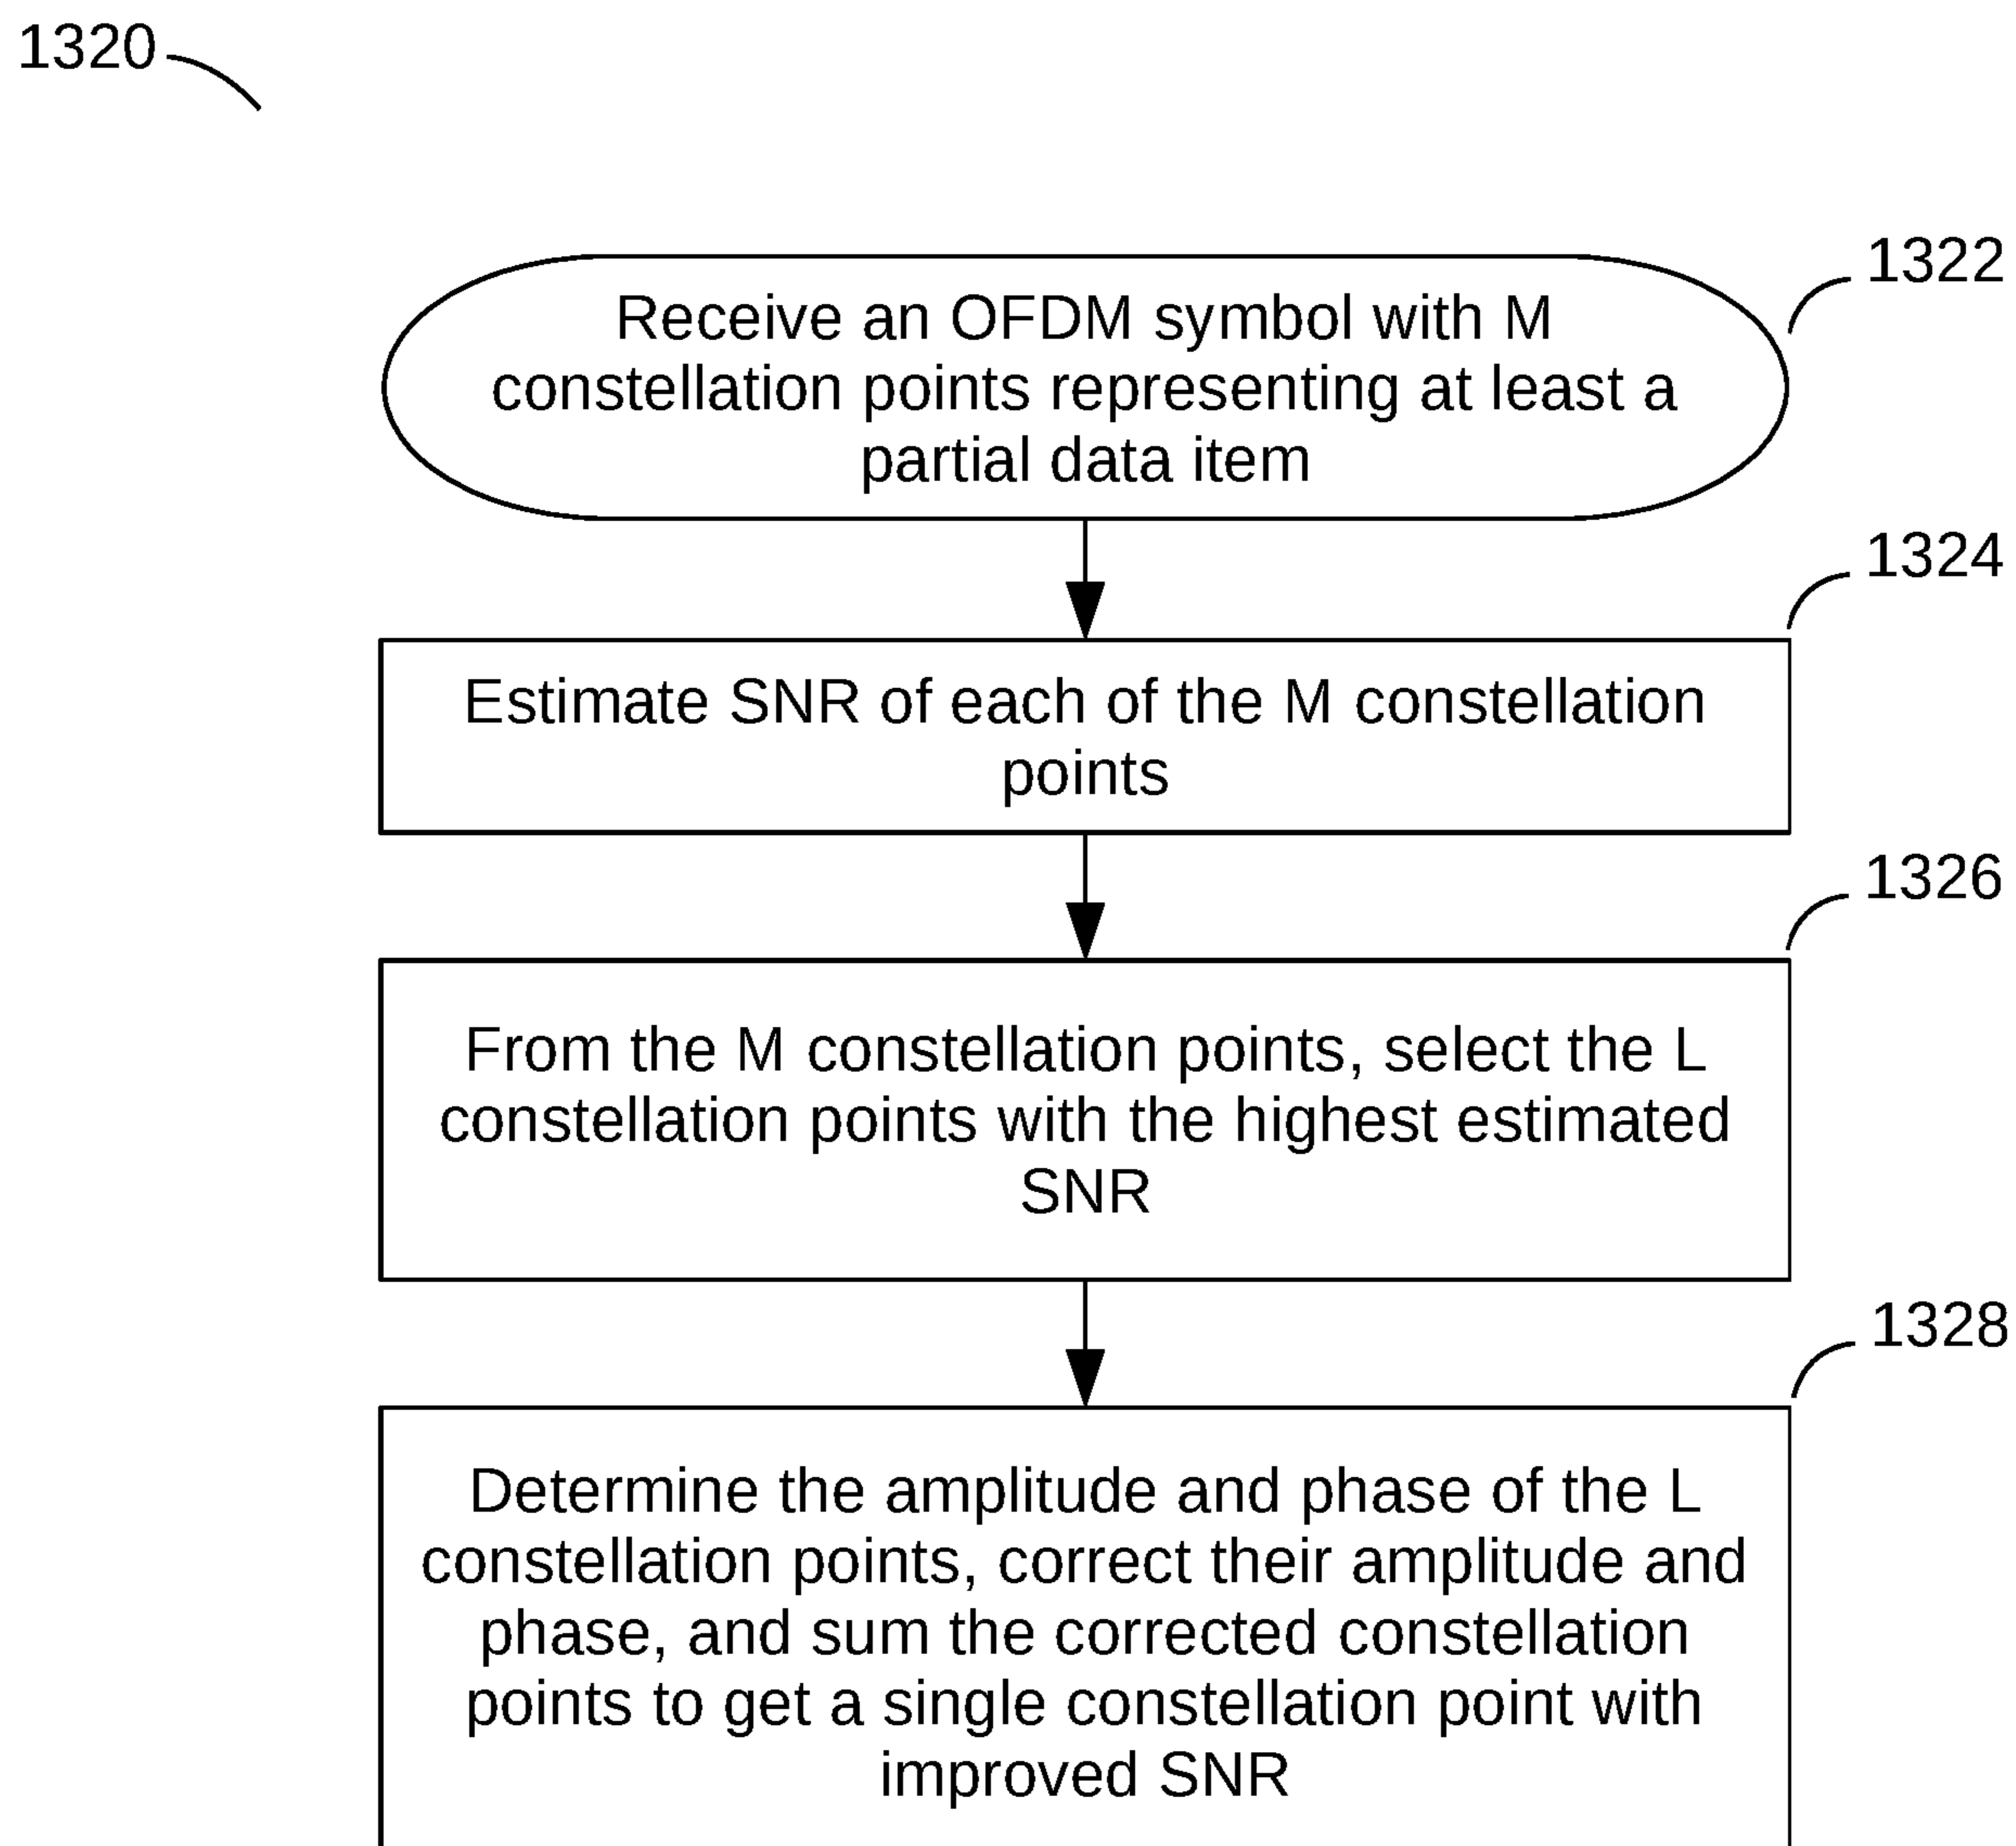 1320
1322
Receive an OFDM symbol with M
constellation points representing at least a
partial data item
1324
Estimate SNR of each of the M constellation
points
1326
From the M constellation points, select the L
constellation points with the highest estimated
SNR
1328
Determine the amplitude and phase of the L
constellation points, correct their amplitude and
phase, and sum the corrected constellation
points to get a single constellation point with
improved SNR